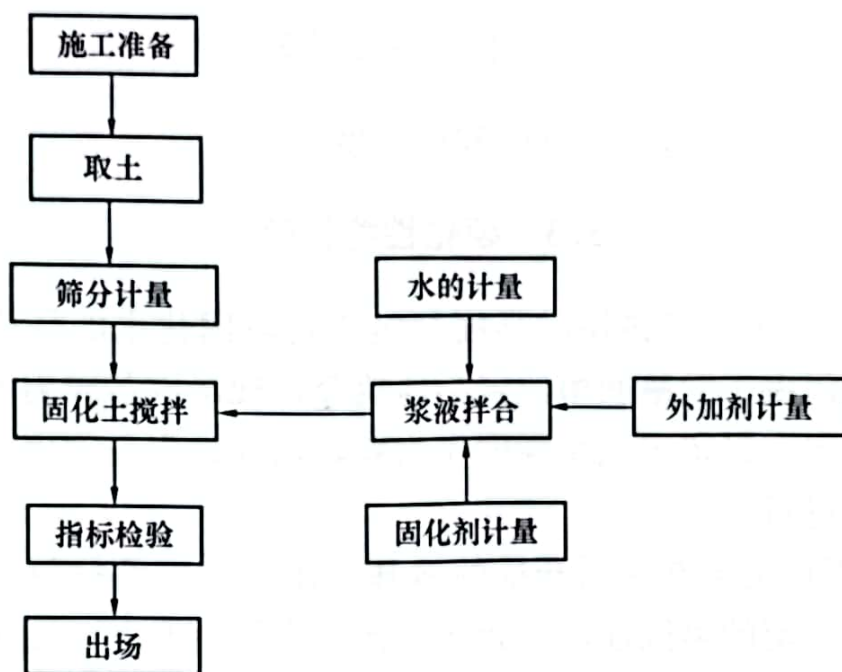 施工准备
取土
筛分计量
水的计量
固化土搅拌
浆液拌合
外加剂计量
指标检验
固化剂计量
出场